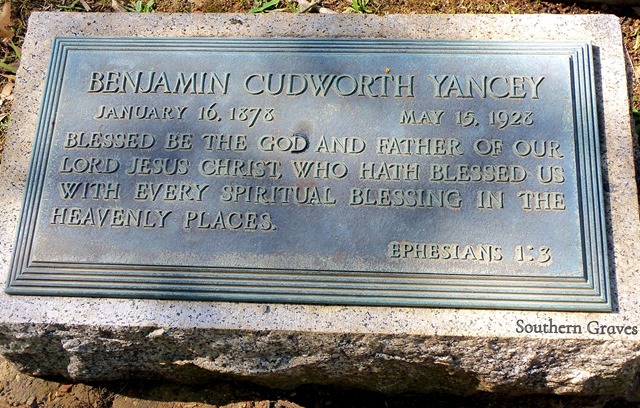 BENJAMIN CUDWORTH YANCEY
JANUARY 16, 1878 MAY 15, 1928
BLESSED BE THE GOD AND FATHER OF OUR
LORD JESUS CHRIST, WHO HATH BLESSED US
WITH EVERY SPIRITUAL BLESSING IN THE
HEAVENLY PLACES.
EPHESIANS 1:3
Southern Graves